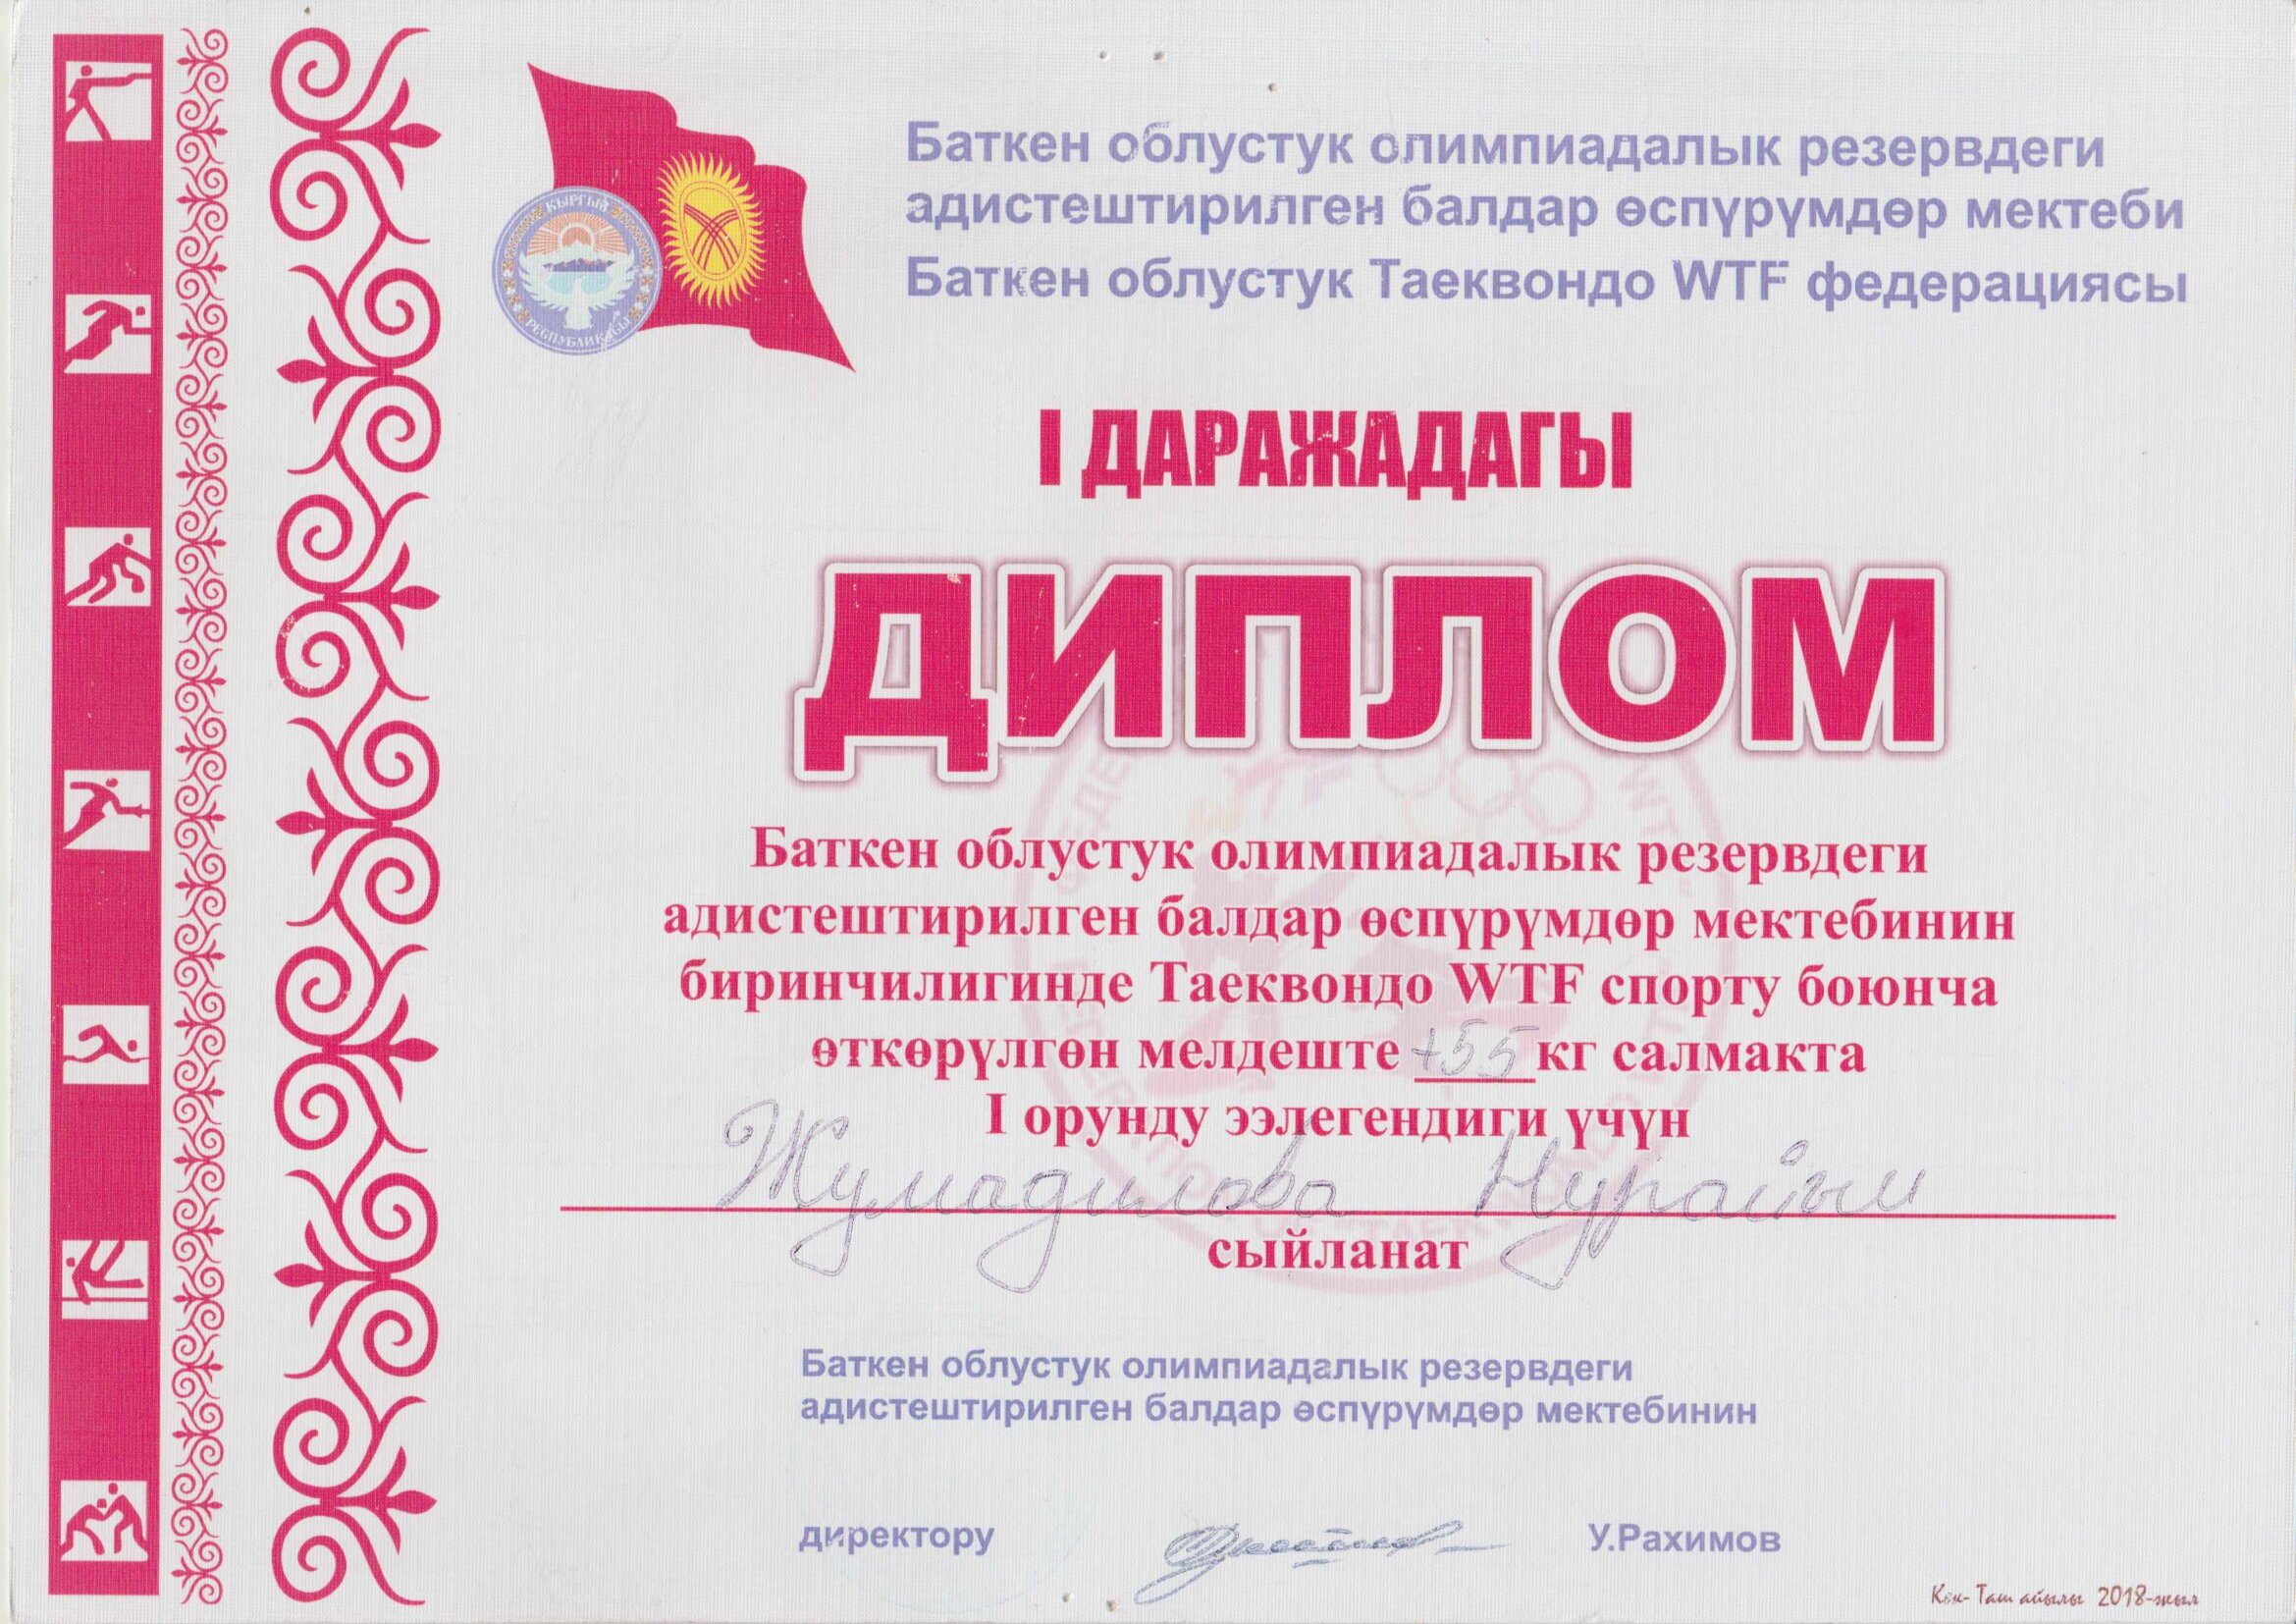 Баткен облустук олимпиадалык резервдеги
адистештирилген балдар өспүрүмдөр мектеби
Баткен облустук Таеквондо WTF федерациясы
КЫРГЫЗ
РЕСПУБЛИКАСЫ
I ДАРАЖАДАГЫ
ДИПЛОМ
Баткен облустук олимпиадалык резервдеги
адистештирилген балдар өспүрүмдөр мектебинин
биринчилигинде Таеквондо WTF спорту боюнча
өткөрүлгөн мелдеште +55 кг салмакта
I орунду ээлегендиги үчүн
Жумадилова Нурайым
сыйланат
Баткен облустук олимпиадалык резервдеги
адистештирилген балдар өспүрүмдөр мектебинин
директору У.Рахимов
Көк-Таш айылы 2018-жыл